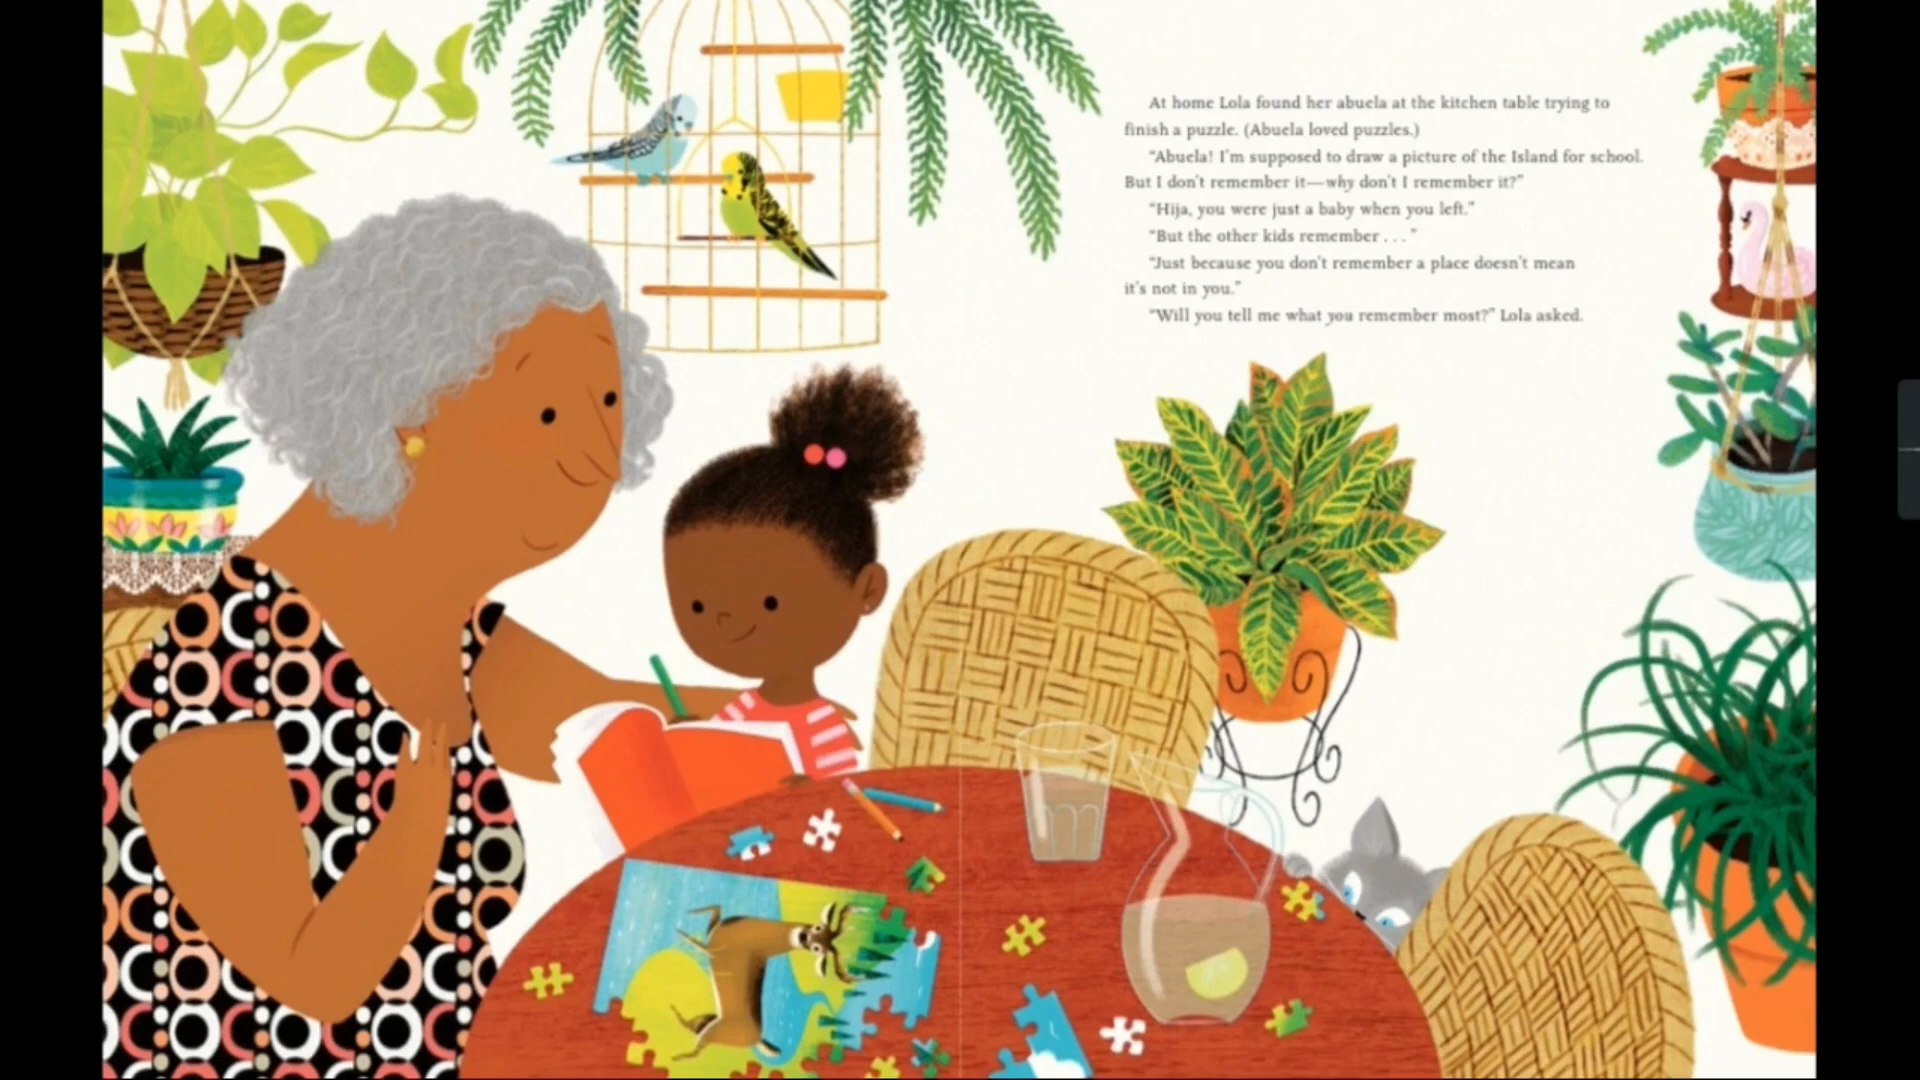 At home Lola found her abuela at the kitchen table trying to
finish a puzzle. (Abuela loved puzzles.)
“Abuela! I’m supposed to draw a picture of the Island for school.
But I don’t remember it—why don’t I remember it?”
“Hija, you were just a baby when you left.”
“But the other kids remember . . . ”
“Just because you don’t remember a place doesn’t mean
it’s not in you.”
“Will you tell me what you remember most?” Lola asked.